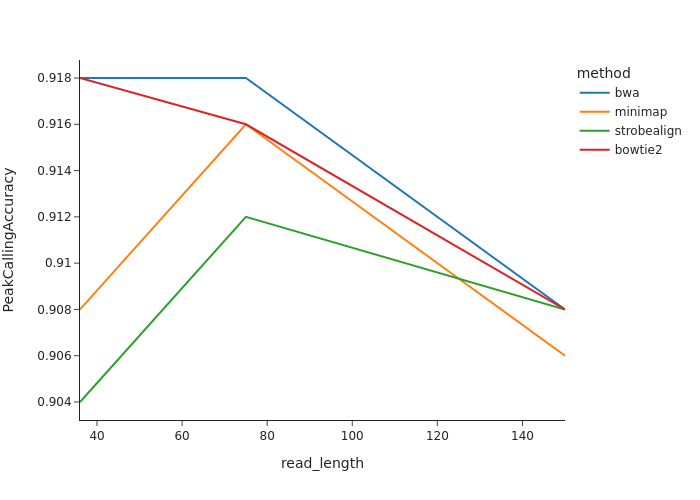 method
bwa
minimap
strobealign
bowtie2
PeakCallingAccuracy
0.918
0.916
0.914
0.912
0.91
0.908
0.906
0.904
40
60
80
100
120
140
read_length